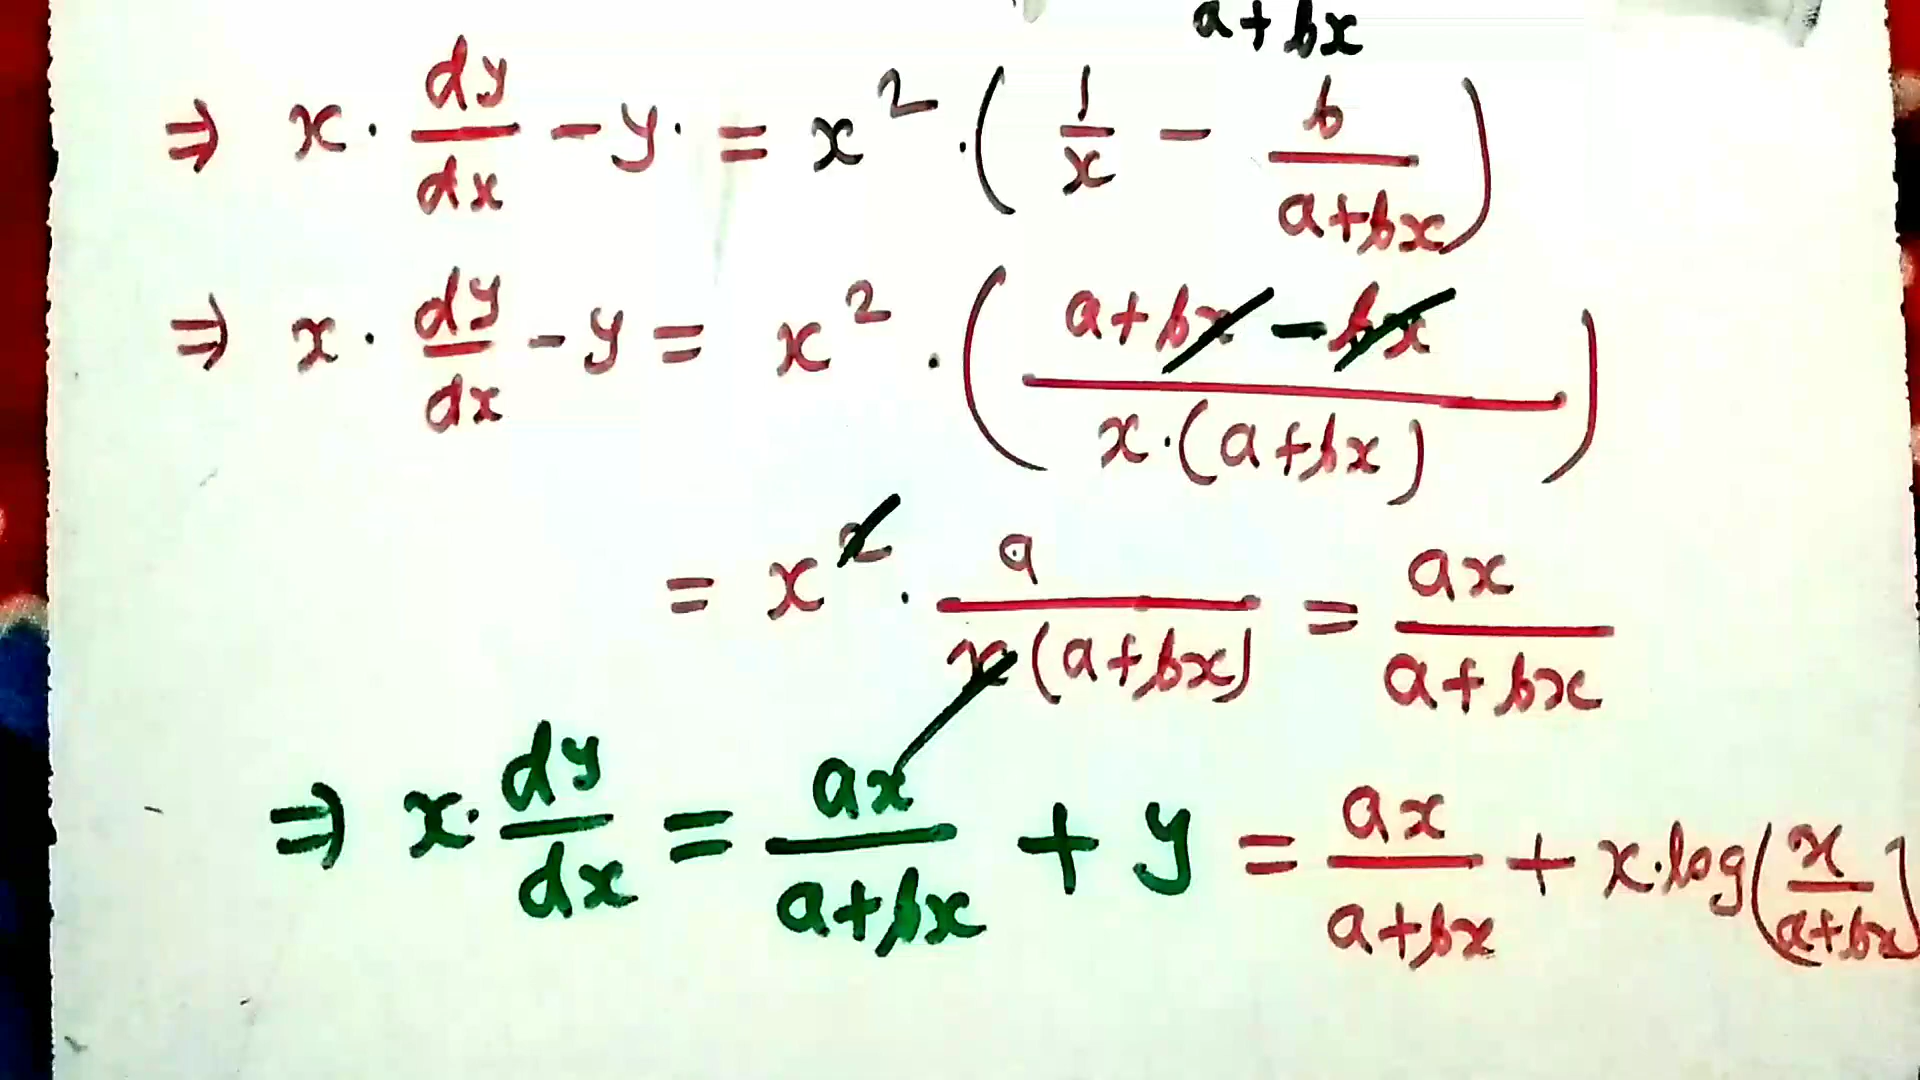 a+bx
⇒ x · dy/dx - y · = x² · ( 1/x - b/(a+bx) )
⇒ x · dy/dx - y = x² · ( (a+bx - bx)/(x·(a+bx)) )
= x² · a/(x(a+bx)) = ax/(a+bx)
⇒ x · dy/dx = ax/(a+bx) + y = ax/(a+bx) + x·log(x/(a+bx))